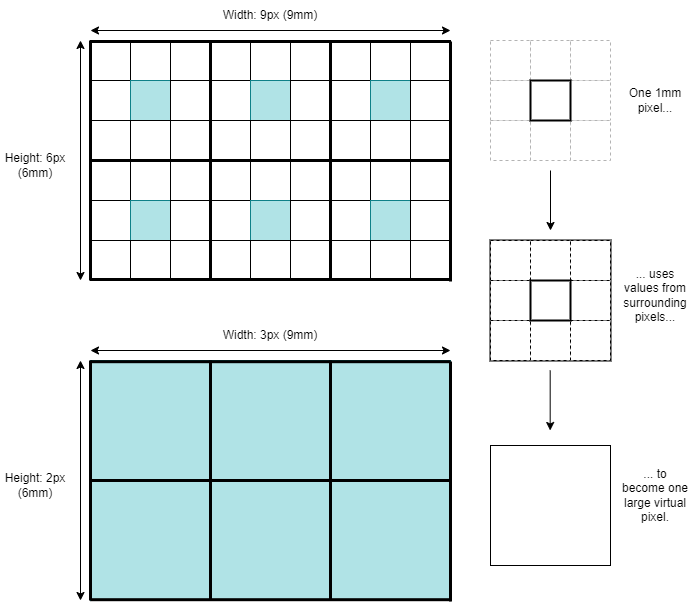 Width: 9px (9mm)
Height: 6px
(6mm)
One 1mm
pixel...
... uses
values from
surrounding
pixels...
Width: 3px (9mm)
Height: 2px
(6mm)
... to
become one
large virtual
pixel.